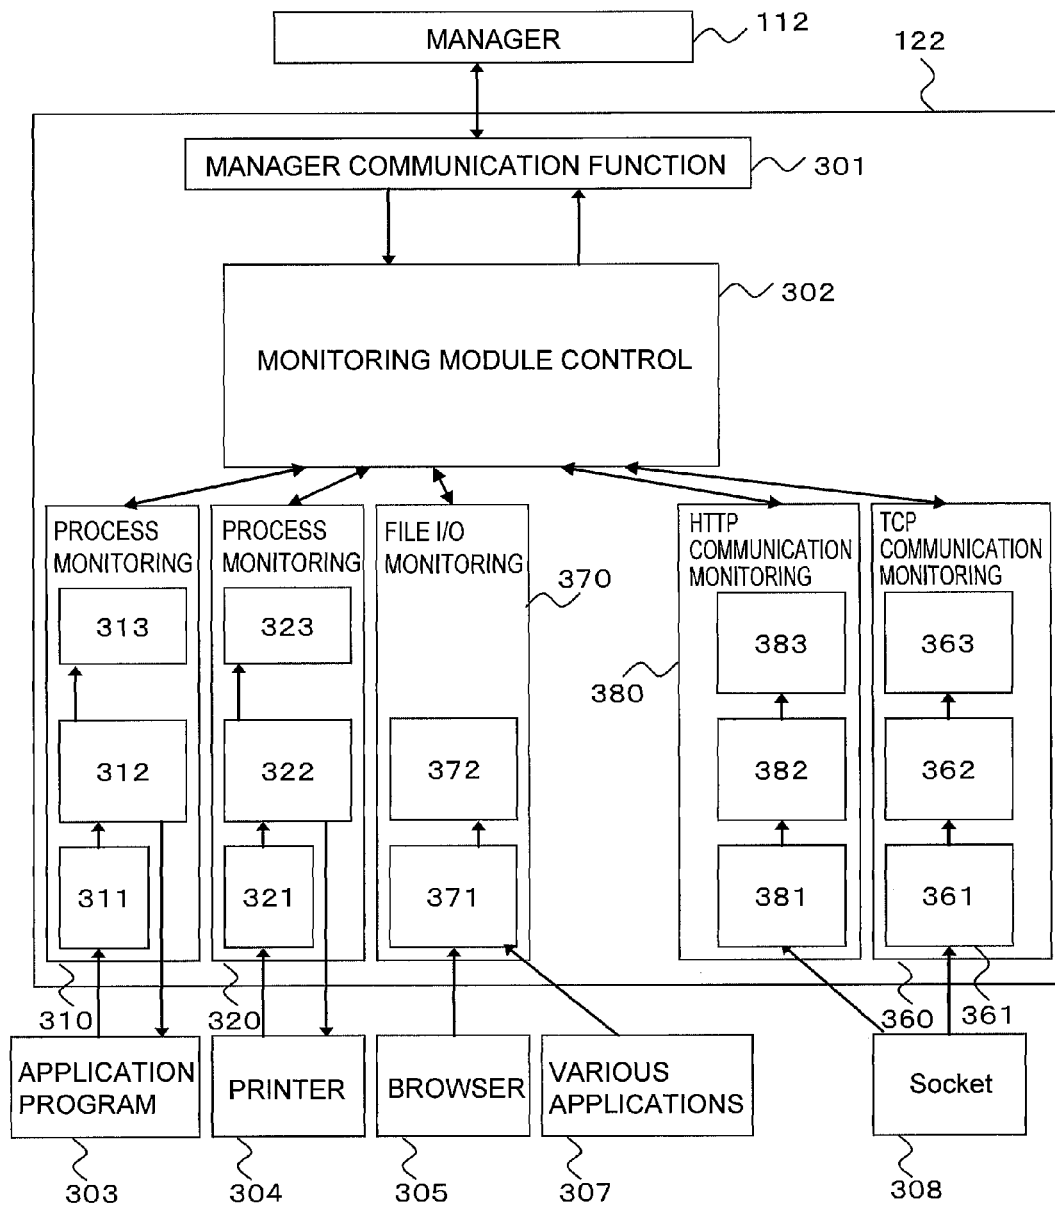 MANAGER
112
122
MANAGER COMMUNICATION FUNCTION
301
302
MONITORING MODULE CONTROL
PROCESS
MONITORING
PROCESS
MONITORING
FILE I/O
MONITORING
HTTP
COMMUNICATION
MONITORING
TCP
COMMUNICATION
MONITORING
370
380
313
323
383
363
312
322
372
382
362
311
321
371
381
361
310
320
360
361
APPLICATION
PROGRAM
PRINTER
BROWSER
VARIOUS
APPLICATIONS
Socket
303
304
305
307
308